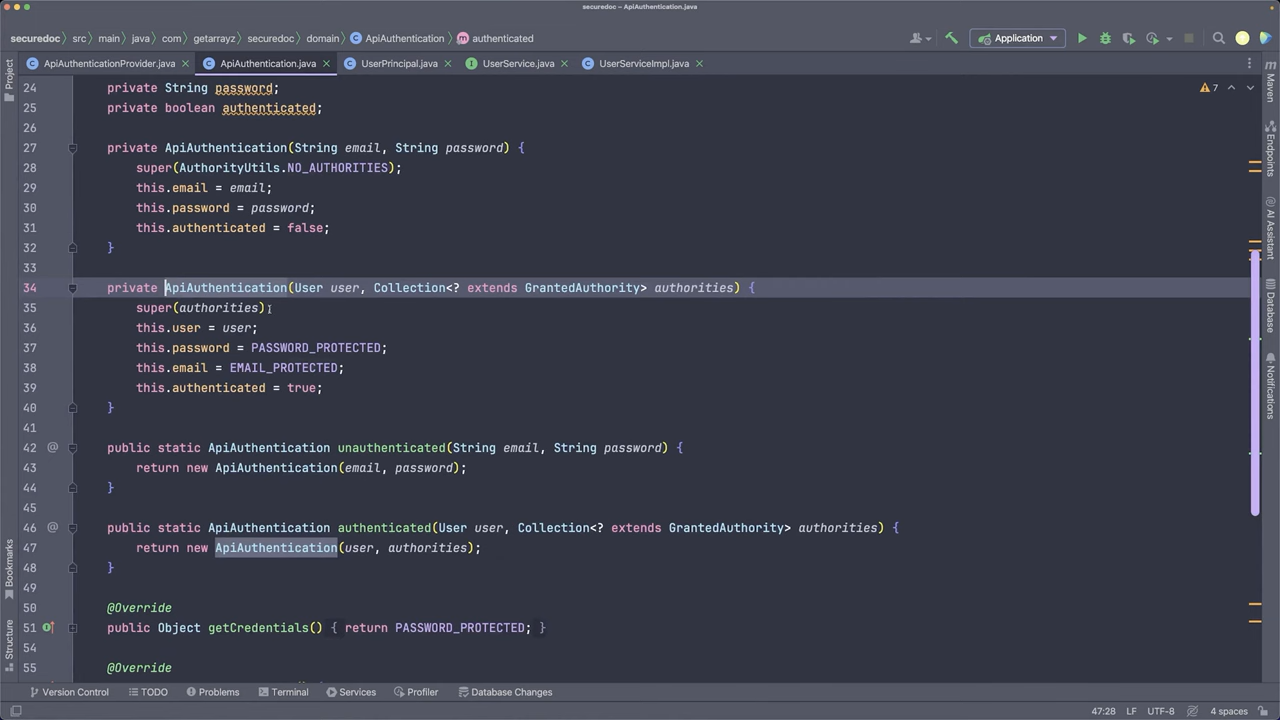 securedoc – ApiAuthentication.java
securedoc src main java com getarrayz securedoc domain ApiAuthentication authenticated Application
Project ApiAuthenticationProvider.java ApiAuthentication.java UserPrincipal.java UserService.java UserServiceImpl.java Maven
24 private String password; 7
25 private boolean authenticated;
26
27 private ApiAuthentication(String email, String password) {
28 super(AuthorityUtils.NO_AUTHORITIES);
29 this.email = email;
30 this.password = password;
31 this.authenticated = false;
32 }
33
34 private ApiAuthentication(User user, Collection<? extends GrantedAuthority> authorities) {
35 super(authorities)
36 this.user = user;
37 this.password = PASSWORD_PROTECTED;
38 this.email = EMAIL_PROTECTED;
39 this.authenticated = true;
40 }
41
42 @ public static ApiAuthentication unauthenticated(String email, String password) {
43 return new ApiAuthentication(email, password);
44 }
45
46 @ public static ApiAuthentication authenticated(User user, Collection<? extends GrantedAuthority> authorities) {
47 return new ApiAuthentication(user, authorities);
48 }
49
50 @Override
51 public Object getCredentials() { return PASSWORD_PROTECTED; }
54
55 @Override
Endpoints
AI Assistant
Notifications
Bookmarks
Structure
Version Control TODO Problems Terminal Services Profiler Database Changes
47:28 LF UTF-8 4 spaces